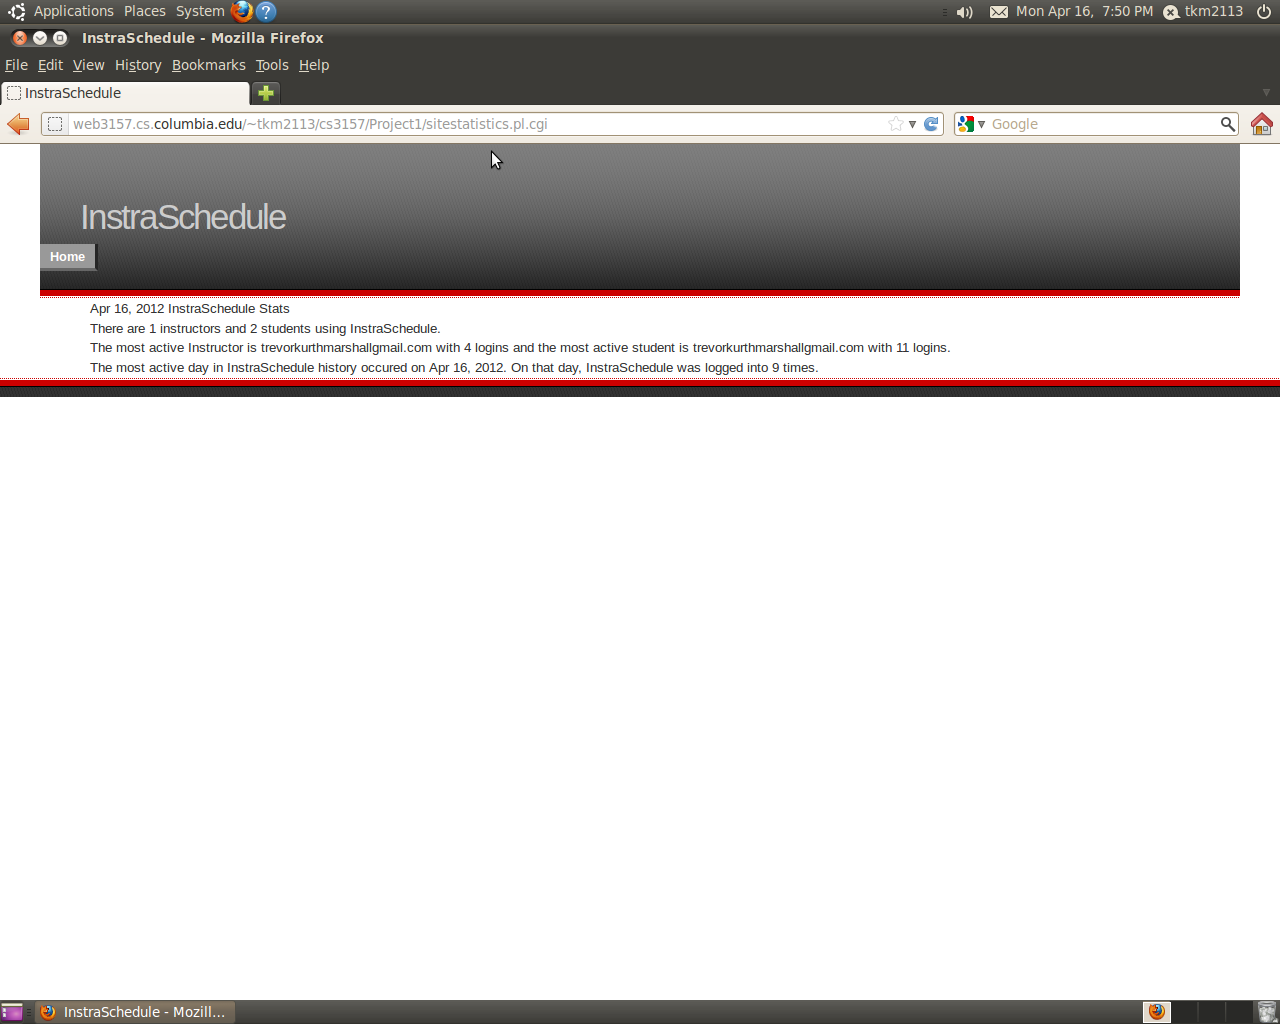 Applications Places System
Mon Apr 16, 7:50 PM tkm2113
InstraSchedule - Mozilla Firefox
File Edit View History Bookmarks Tools Help
InstraSchedule
web3157.cs.columbia.edu/~tkm2113/cs3157/Project1/sitestatistics.pl.cgi
Google
InstraSchedule
Home
Apr 16, 2012 InstraSchedule Stats
There are 1 instructors and 2 students using InstraSchedule.
The most active Instructor is trevorkurthmarshallgmail.com with 4 logins and the most active student is trevorkurthmarshallgmail.com with 11 logins.
The most active day in InstraSchedule history occured on Apr 16, 2012. On that day, InstraSchedule was logged into 9 times.
InstraSchedule - Mozill...